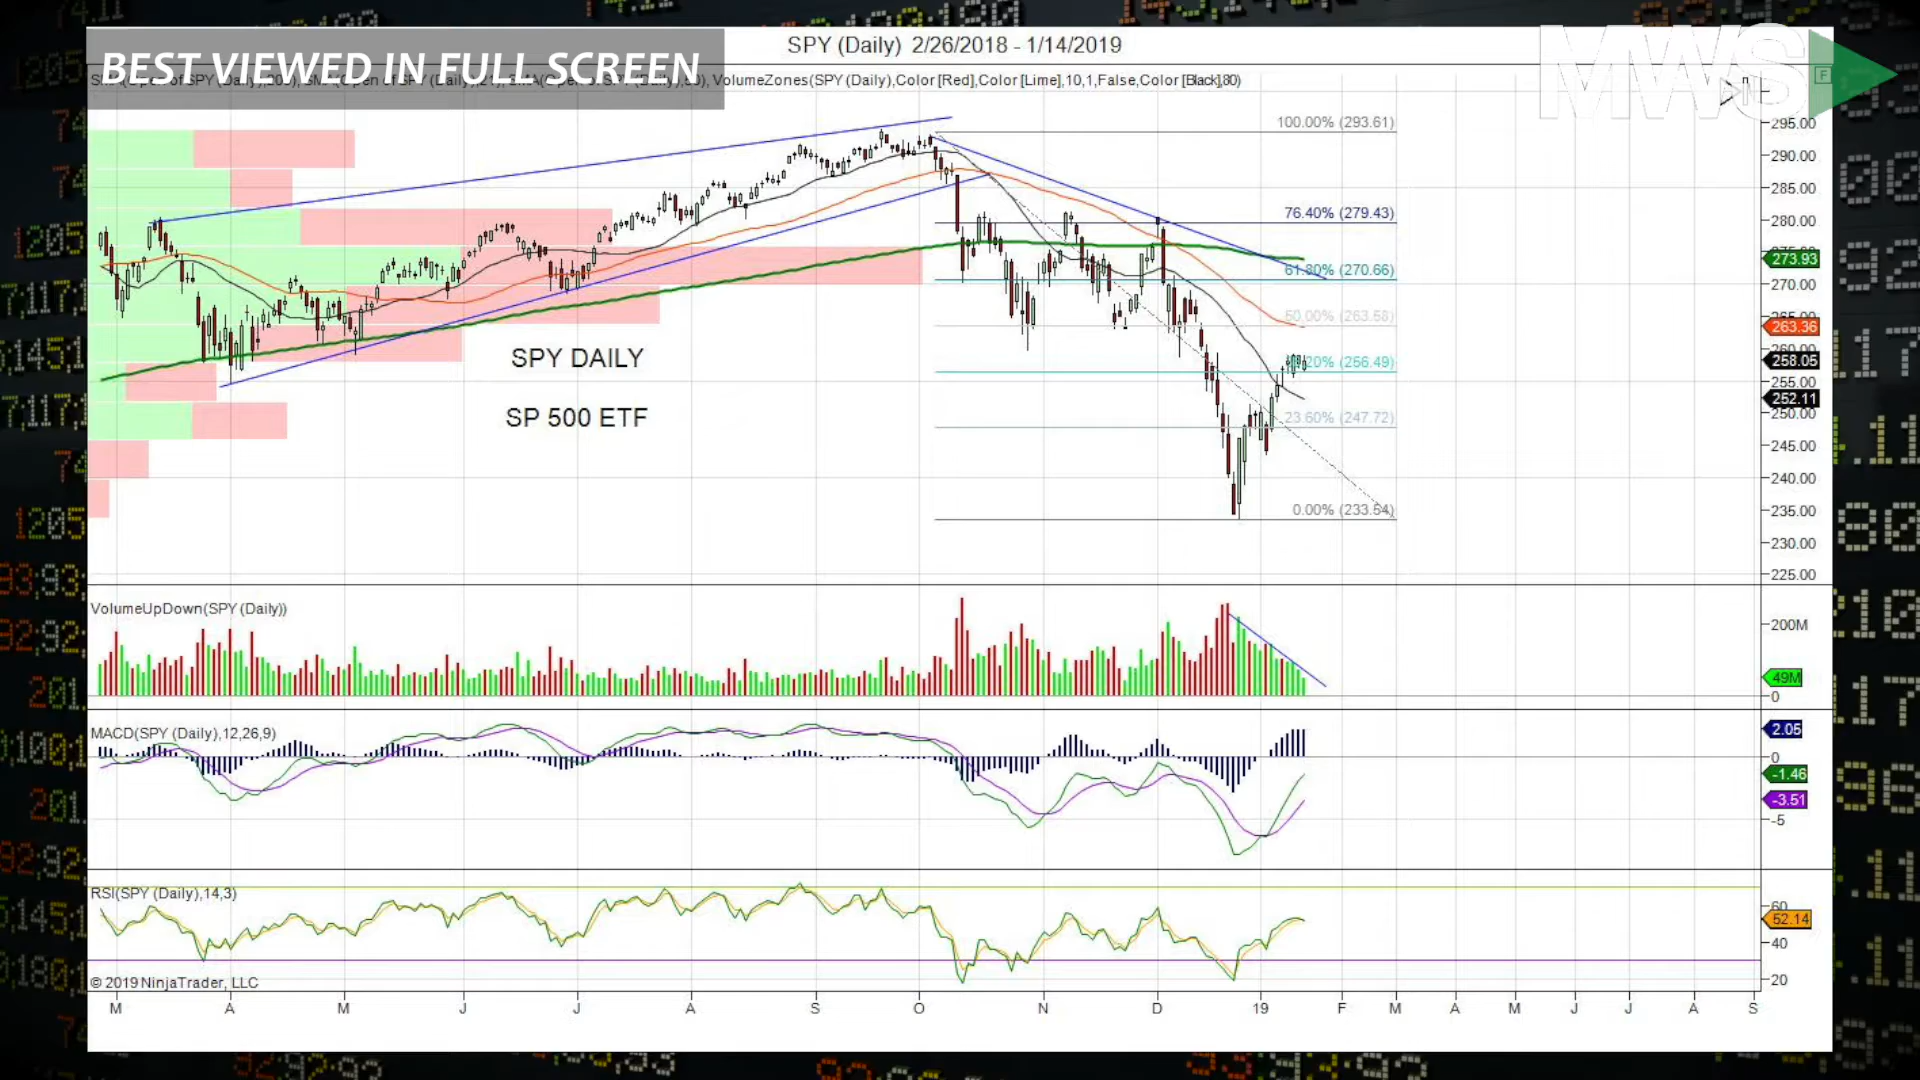 BEST VIEWED IN FULL SCREEN
SPY (Daily) 2/26/2018 - 1/14/2019
VolumeZones(SPY (Daily),Color [Red],Color [Lime],10,1,False,Color [Black],80)
MWS
F
295.00
290.00
285.00
280.00
273.93
270.00
263.36
258.05
255.00
252.11
250.00
245.00
240.00
235.00
230.00
225.00
100.00% (293.61)
76.40% (279.43)
61.80% (270.66)
50.00% (263.58)
(256.49)
23.60% (247.72)
0.00% (233.54)
SPY DAILY
SP 500 ETF
VolumeUpDown(SPY (Daily))
200M
49M
0
MACD(SPY (Daily),12,26,9)
2.05
0
-1.46
-3.51
-5
RSI(SPY (Daily),14,3)
60
52.14
40
20
© 2019 NinjaTrader, LLC
M A M J J A S O N D 19 F M A M J J A S